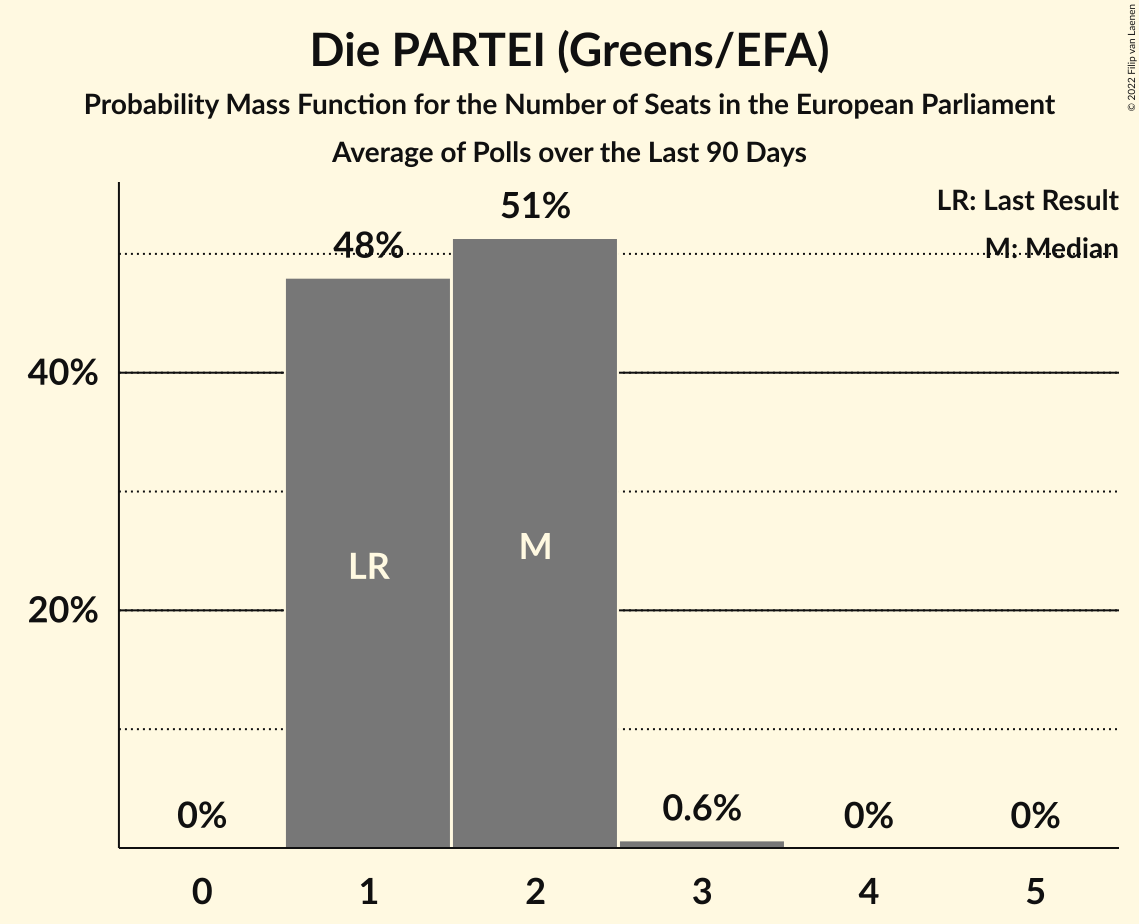 Die PARTEI (Greens/EFA)
Probability Mass Function for the Number of Seats in the European Parliament
Average of Polls over the Last 90 Days
© 2022 Filip van Laenen
LR: Last Result
M: Median
51%
48%
40%
20%
LR
M
0%
0.6%
0%
0%
0
1
2
3
4
5